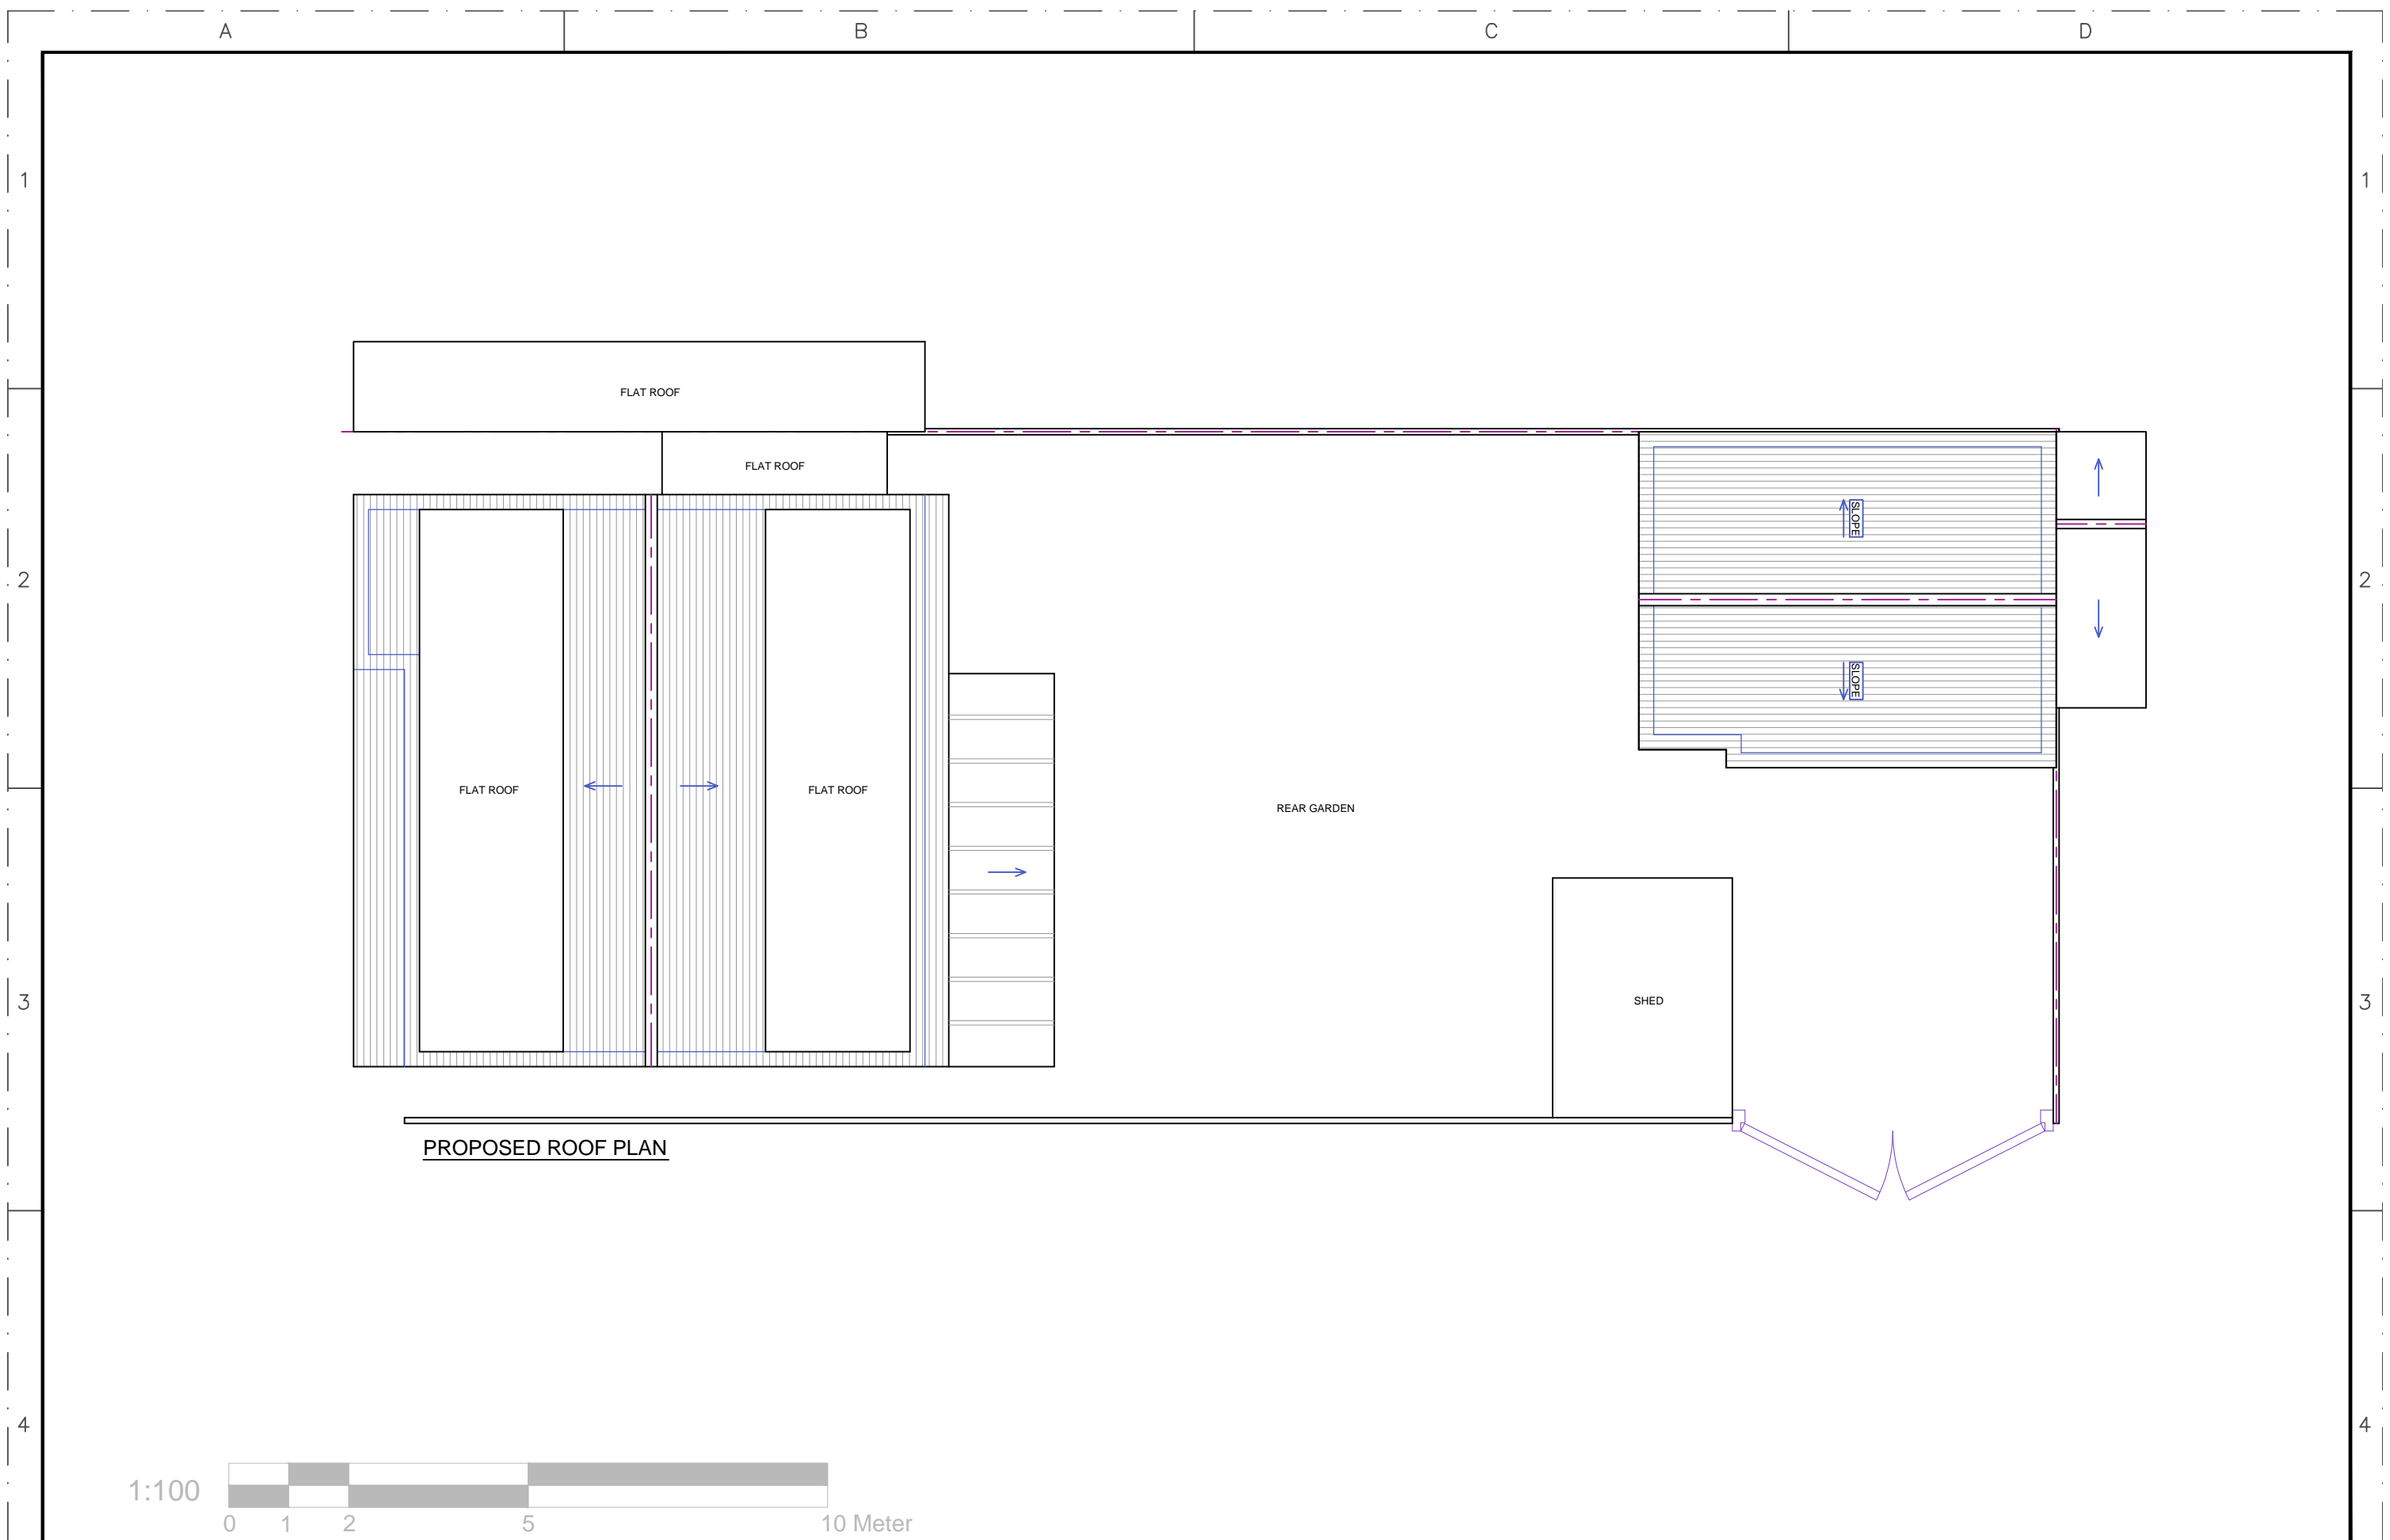 A B C D
1 1
FLAT ROOF
FLAT ROOF
SLOPE
2 2
SLOPE
FLAT ROOF
FLAT ROOF
REAR GARDEN
SHED
3 3
PROPOSED ROOF PLAN
4 4
1:100
0 1 2 5 10 Meter